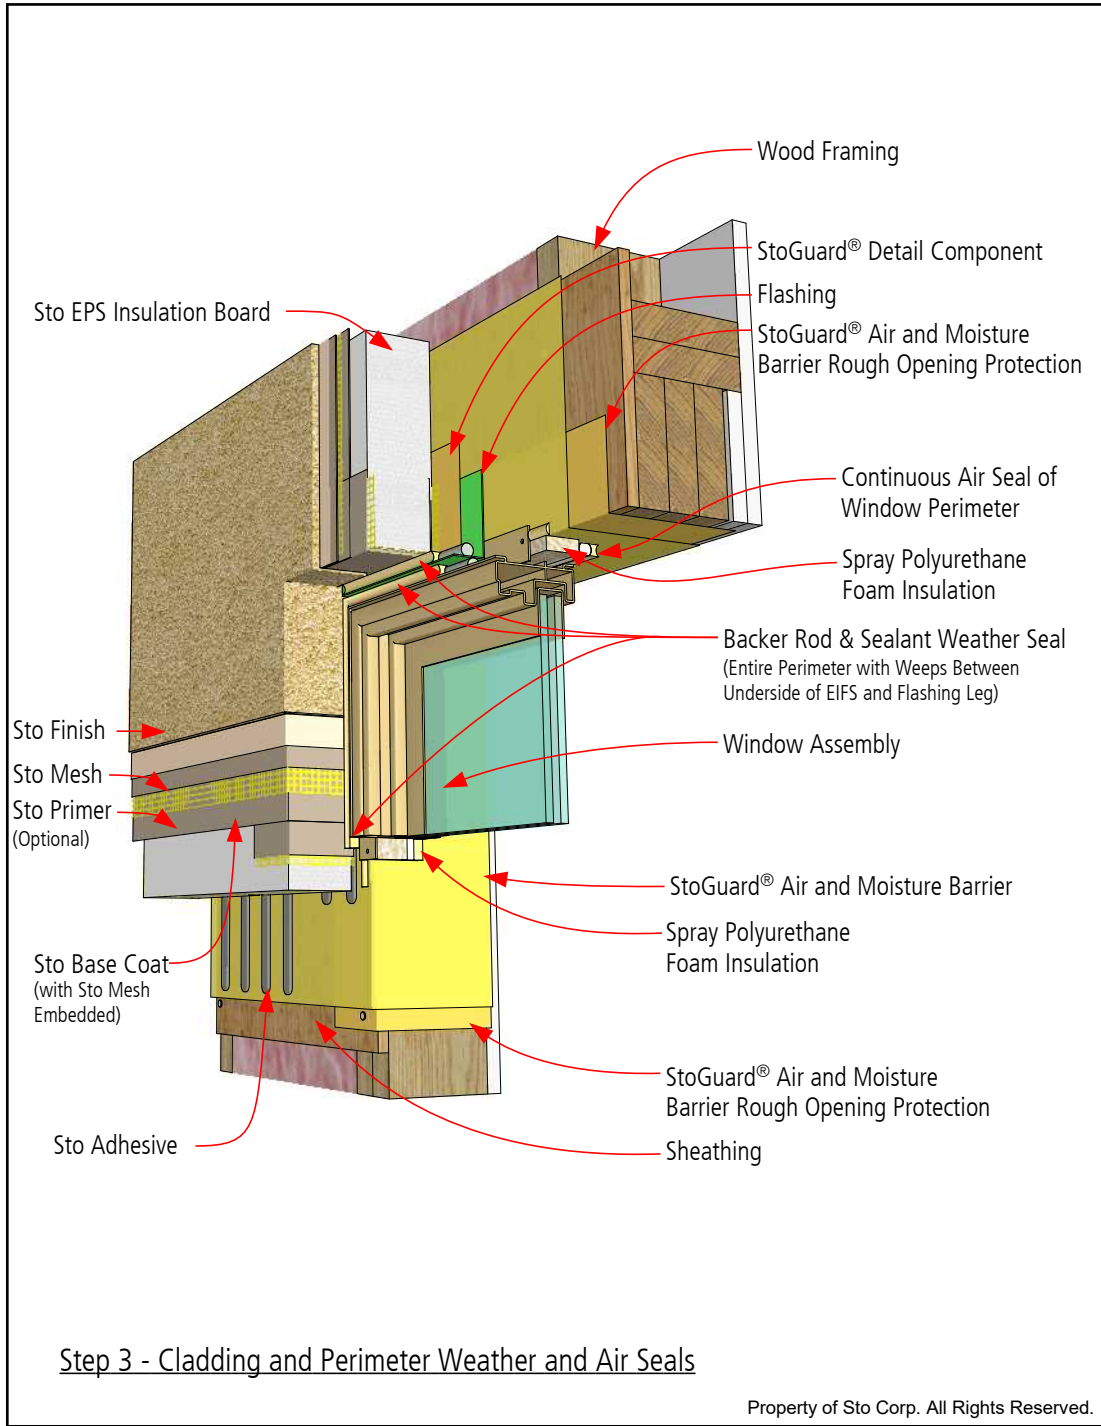 Wood Framing
StoGuard® Detail Component
Flashing
StoGuard® Air and Moisture
Barrier Rough Opening Protection
Sto EPS Insulation Board
Continuous Air Seal of
Window Perimeter
Spray Polyurethane
Foam Insulation
Backer Rod & Sealant Weather Seal
(Entire Perimeter with Weeps Between
Underside of EIFS and Flashing Leg)
Window Assembly
Sto Finish
Sto Mesh
Sto Primer
(Optional)
StoGuard® Air and Moisture Barrier
Spray Polyurethane
Foam Insulation
Sto Base Coat
(with Sto Mesh
Embedded)
StoGuard® Air and Moisture
Barrier Rough Opening Protection
Sto Adhesive
Sheathing
Step 3 - Cladding and Perimeter Weather and Air Seals
Property of Sto Corp. All Rights Reserved.